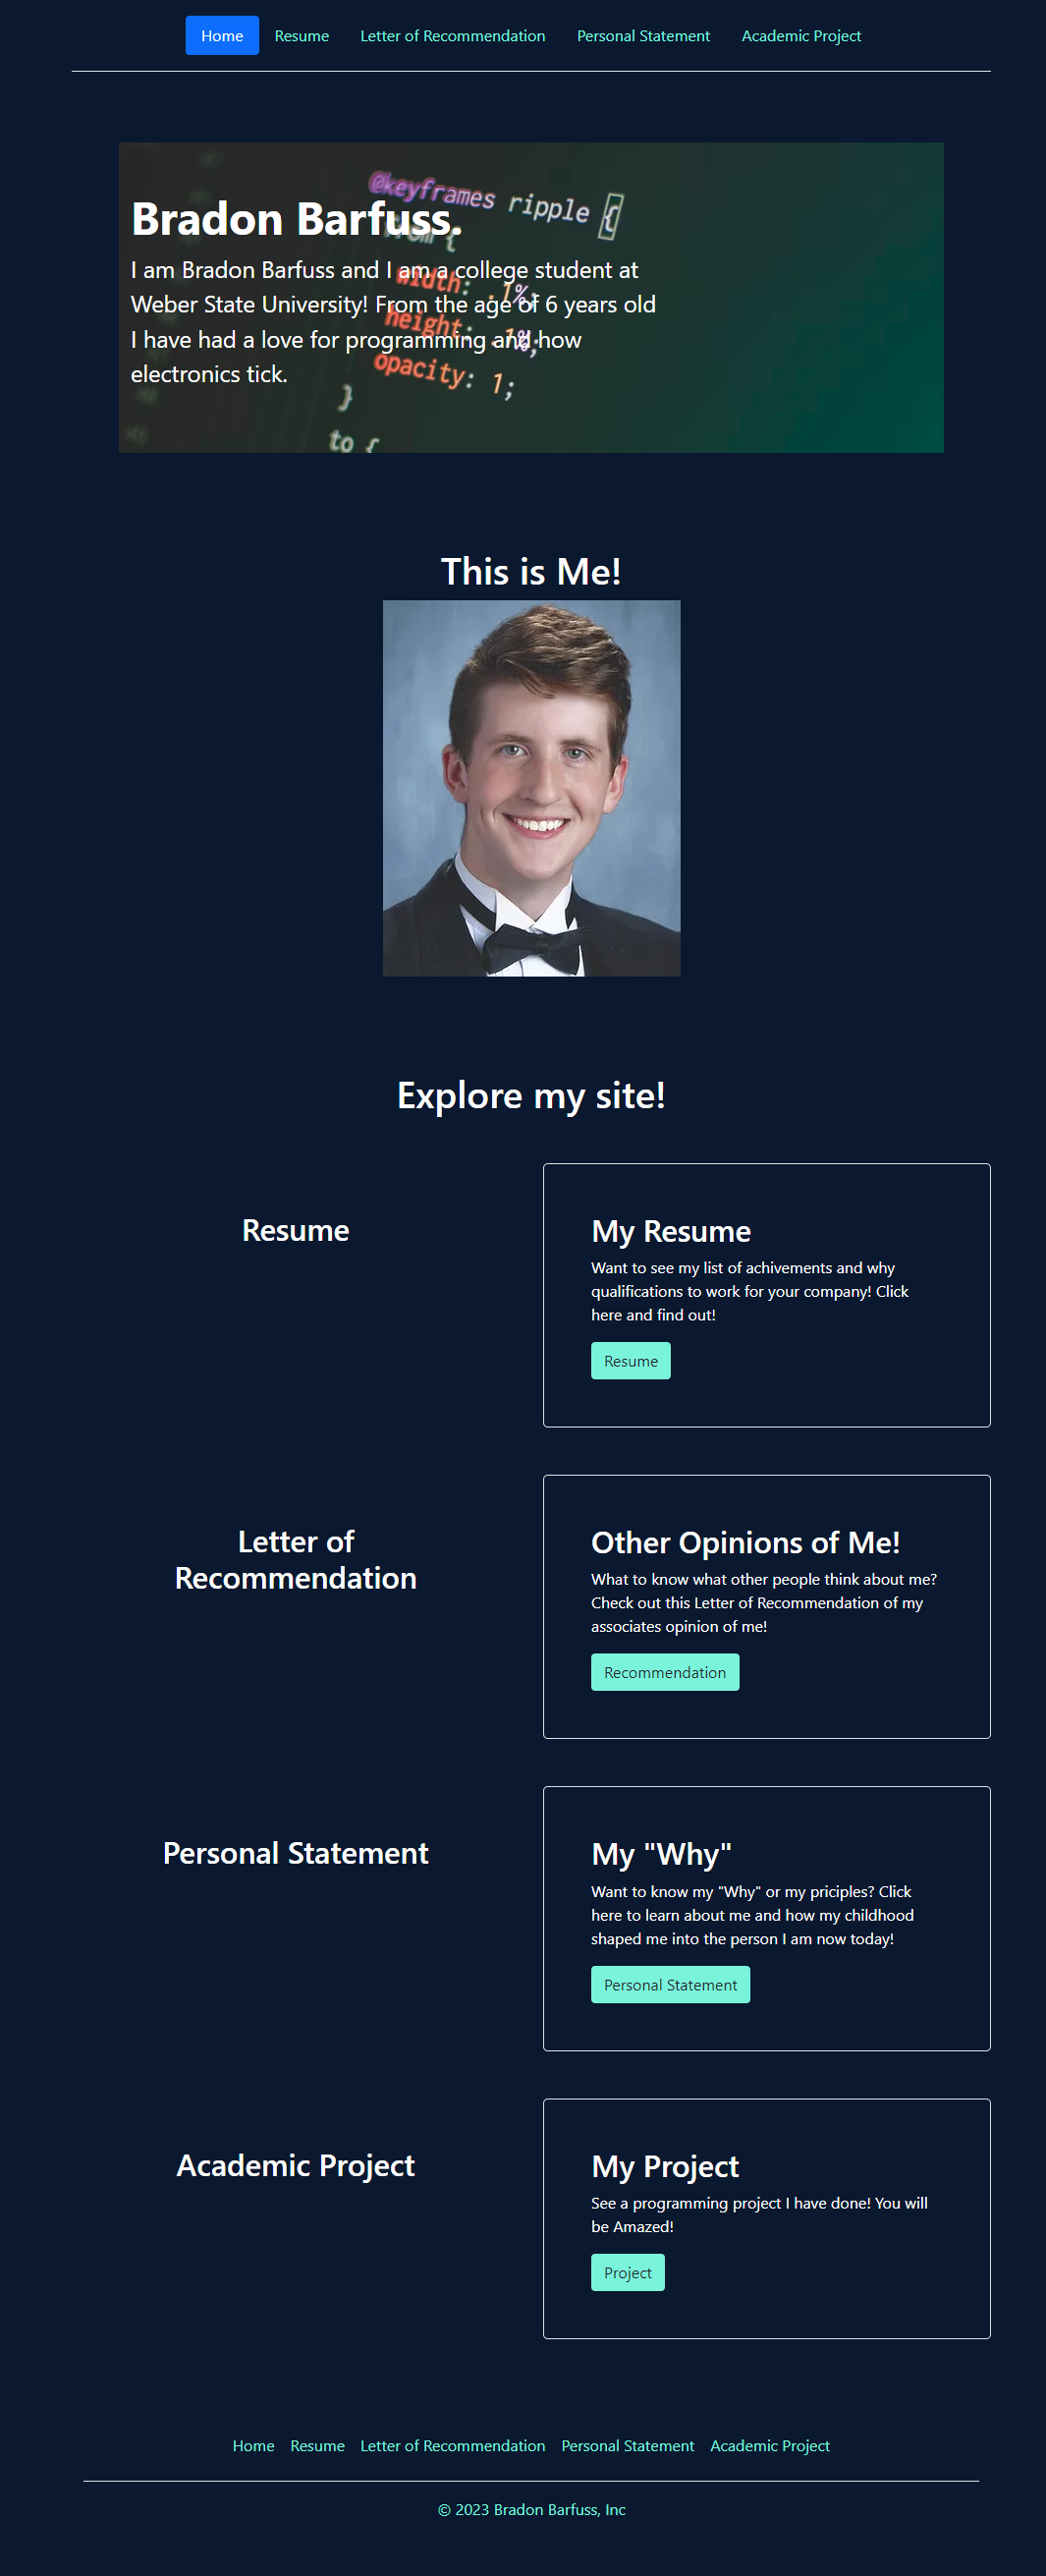 Home Resume Letter of Recommendation Personal Statement Academic Project
@keyframes ripple {
from {
width: .1%;
height: .1%;
opacity: 1;
}
to {
Bradon Barfuss.
I am Bradon Barfuss and I am a college student at
Weber State University! From the age of 6 years old
I have had a love for programming and how
electronics tick.
This is Me!
Explore my site!
Resume
My Resume
Want to see my list of achivements and why
qualifications to work for your company! Click
here and find out!
Resume
Letter of
Recommendation
Other Opinions of Me!
What to know what other people think about me?
Check out this Letter of Recommendation of my
associates opinion of me!
Recommendation
Personal Statement
My "Why"
Want to know my "Why" or my priciples? Click
here to learn about me and how my childhood
shaped me into the person I am now today!
Personal Statement
Academic Project
My Project
See a programming project I have done! You will
be Amazed!
Project
Home Resume Letter of Recommendation Personal Statement Academic Project
© 2023 Bradon Barfuss, Inc